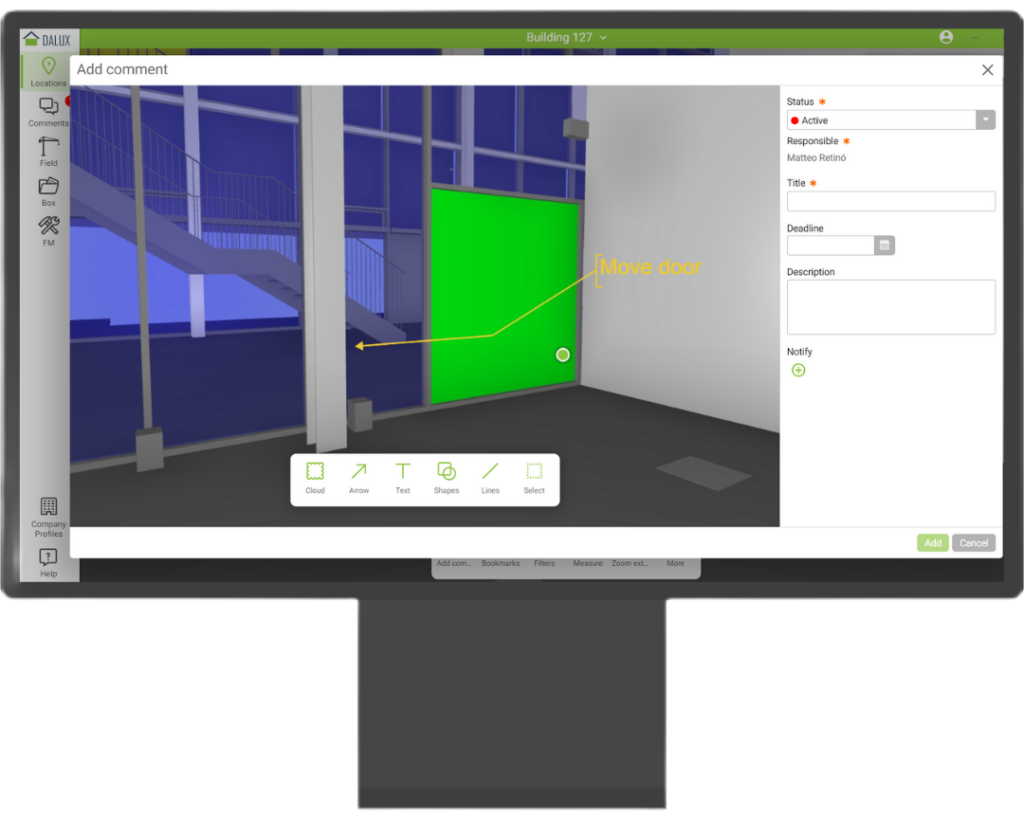 DALUX
Building 127
Locations
Comments
Field
Box
FM
Company
Profiles
Help
Add comment
Move door
Cloud
Arrow
Text
Shapes
Lines
Select
Status *
Active
Responsible *
Matteo Retinó
Title *
Deadline
Description
Notify
Add
Cancel
Add com...
Bookmarks
Filters
Measure
Zoom ext...
More